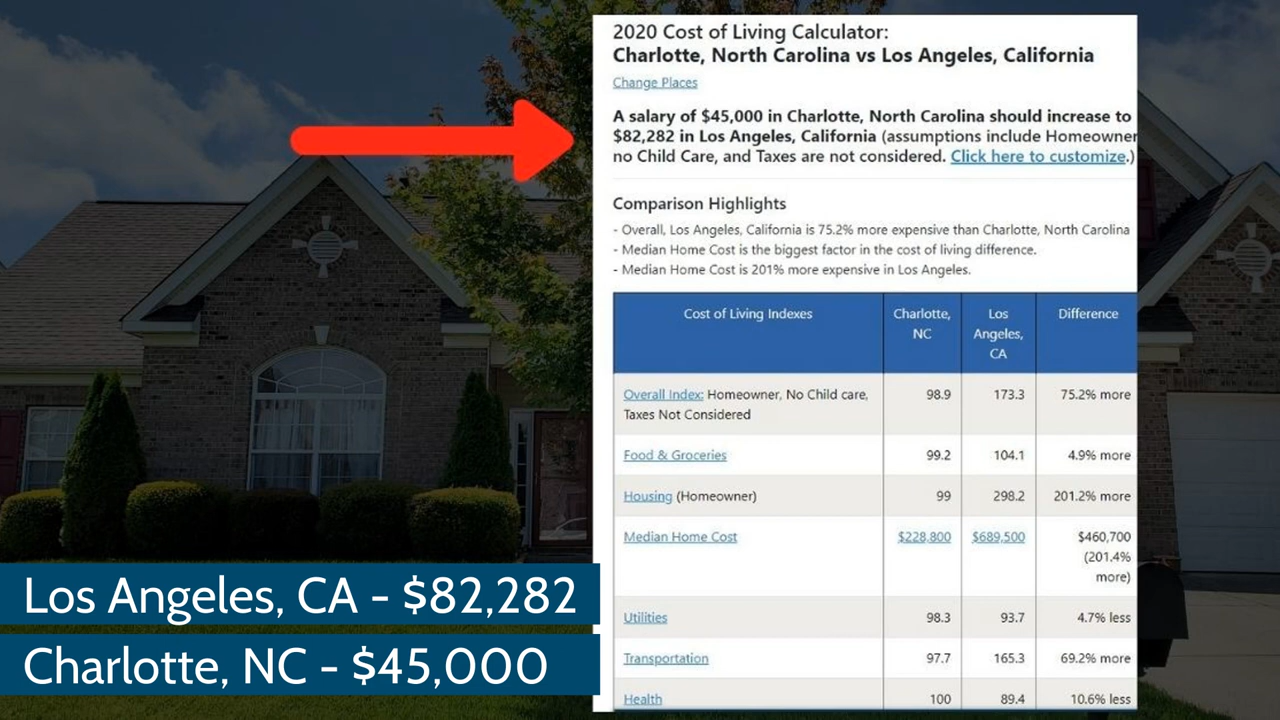 2020 Cost of Living Calculator:
Charlotte, North Carolina vs Los Angeles, California
Change Places
A salary of $45,000 in Charlotte, North Carolina should increase to
$82,282 in Los Angeles, California (assumptions include Homeowner
no Child Care, and Taxes are not considered. Click here to customize.)
Comparison Highlights
- Overall, Los Angeles, California is 75.2% more expensive than Charlotte, North Carolina
- Median Home Cost is the biggest factor in the cost of living difference.
- Median Home Cost is 201% more expensive in Los Angeles.
Cost of Living Indexes Charlotte, Los Difference
NC Angeles,
CA
Overall Index: Homeowner, No Child care, 98.9 173.3 75.2% more
Taxes Not Considered
Food & Groceries 99.2 104.1 4.9% more
Housing (Homeowner) 99 298.2 201.2% more
Median Home Cost $228,800 $689,500 $460,700
(201.4%
more)
Utilities 98.3 93.7 4.7% less
Transportation 97.7 165.3 69.2% more
Health 100 89.4 10.6% less
Los Angeles, CA - $82,282
Charlotte, NC - $45,000